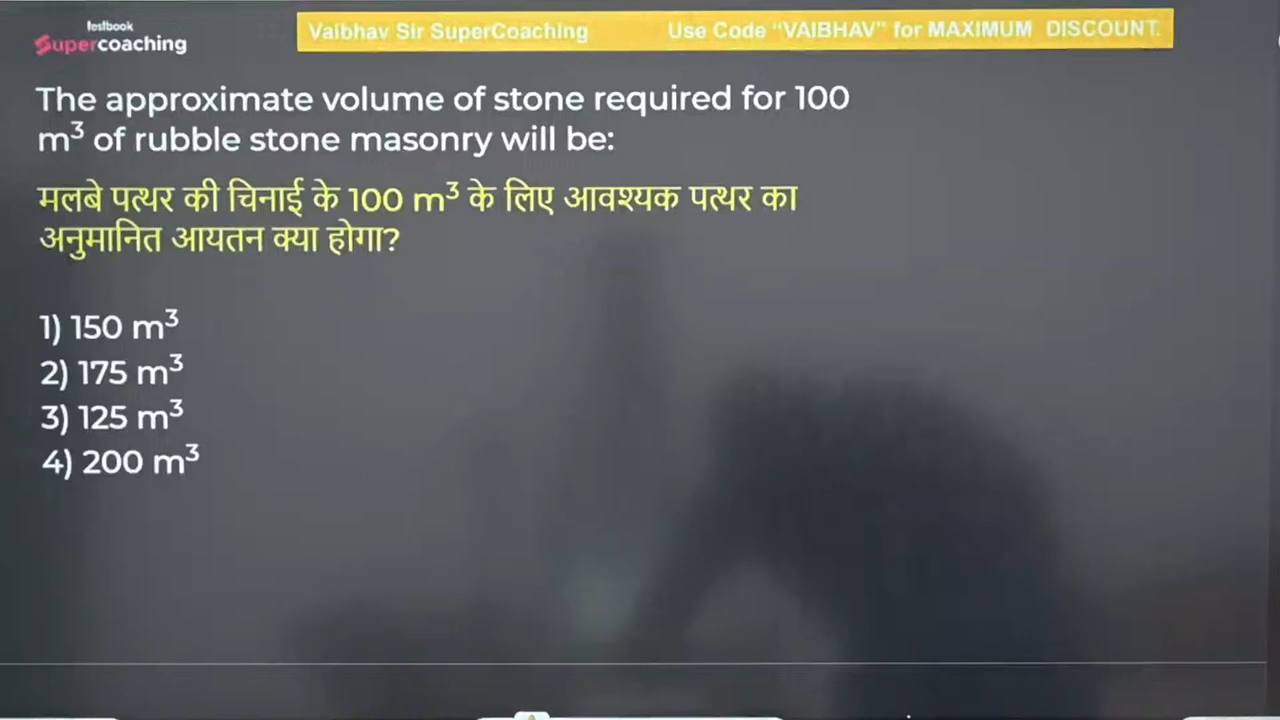 testbook
Supercoaching
Vaibhav Sir SuperCoaching Use Code "VAIBHAV" for MAXIMUM DISCOUNT.
The approximate volume of stone required for 100
m³ of rubble stone masonry will be:
मलबे पत्थर की चिनाई के 100 m³ के लिए आवश्यक पत्थर का
अनुमानित आयतन क्या होगा?
1) 150 m³
2) 175 m³
3) 125 m³
4) 200 m³